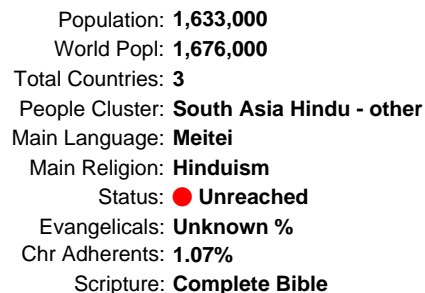 Population: 1,633,000
World Popl: 1,676,000
Total Countries: 3
People Cluster: South Asia Hindu - other
Main Language: Meitei
Main Religion: Hinduism
Status: Unreached
Evangelicals: Unknown %
Chr Adherents: 1.07%
Scripture: Complete Bible